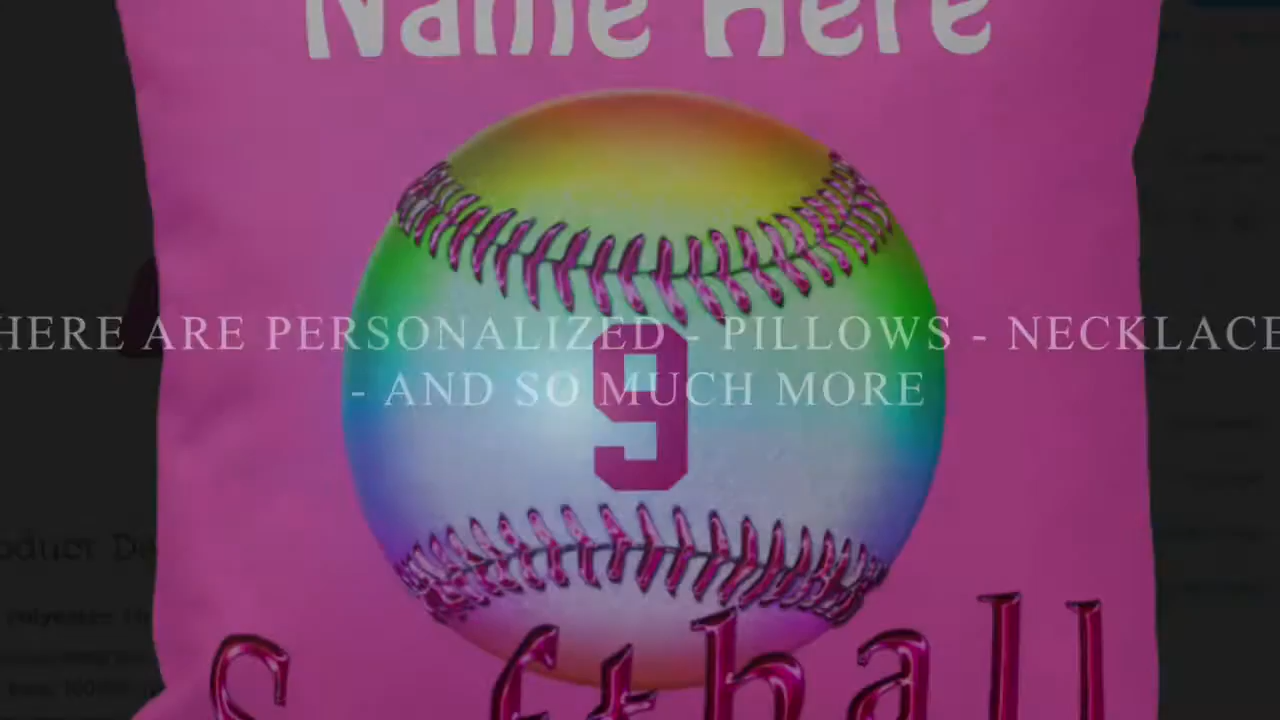 Name Here
HERE ARE PERSONALIZED - PILLOWS - NECKLACE
- AND SO MUCH MORE
9
Softball